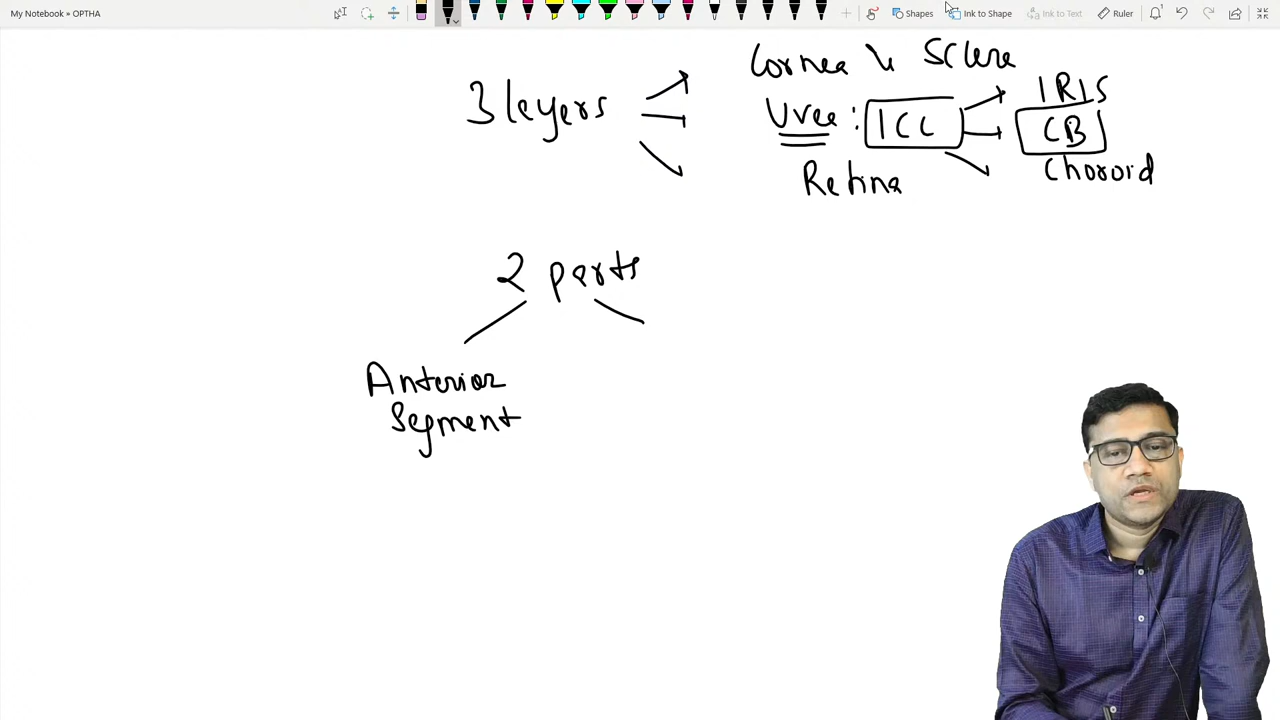 My Notebook » OPTHA
Shapes
Ink to Shape
Ink to Text
Ruler
3 layers
Cornea & Sclera
Uvea : ICC
IRIS
CB
Choroid
Retina
2 parts
Anterior
Segment